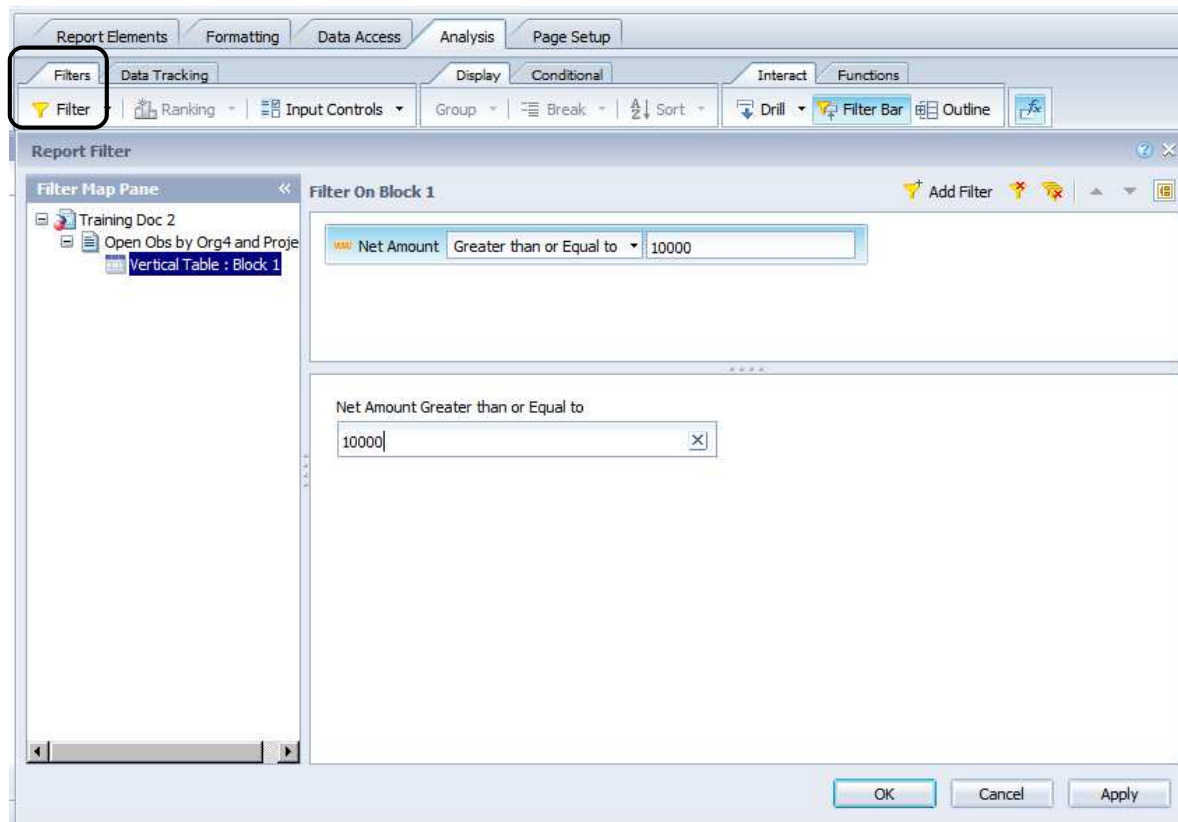 Report Elements Formatting Data Access Analysis Page Setup
Filters Data Tracking Display Conditional Interact Functions
Filter Ranking Input Controls Group Break Sort Drill Filter Bar Outline fx
Report Filter
Filter Map Pane Filter On Block 1 Add Filter
Training Doc 2
Open Obs by Org4 and Proje
Net Amount Greater than or Equal to 10000
Vertical Table : Block 1
Net Amount Greater than or Equal to
10000
OK Cancel Apply